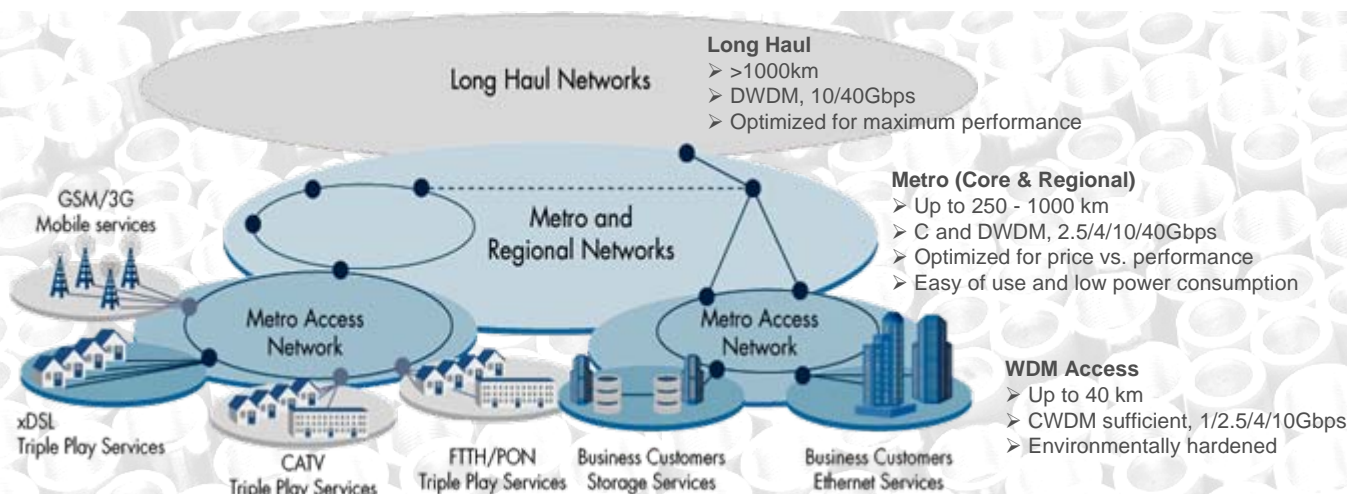 Long Haul Networks
Long Haul
➢ >1000km
➢ DWDM, 10/40Gbps
➢ Optimized for maximum performance
GSM/3G
Mobile services
Metro and
Regional Networks
Metro (Core & Regional)
➢ Up to 250 - 1000 km
➢ C and DWDM, 2.5/4/10/40Gbps
➢ Optimized for price vs. performance
➢ Easy of use and low power consumption
Metro Access
Network
Metro Access
Network
WDM Access
➢ Up to 40 km
➢ CWDM sufficient, 1/2.5/4/10Gbps
➢ Environmentally hardened
xDSL
Triple Play Services
CATV
Triple Play Services
FTTH/PON
Triple Play Services
Business Customers
Storage Services
Business Customers
Ethernet Services